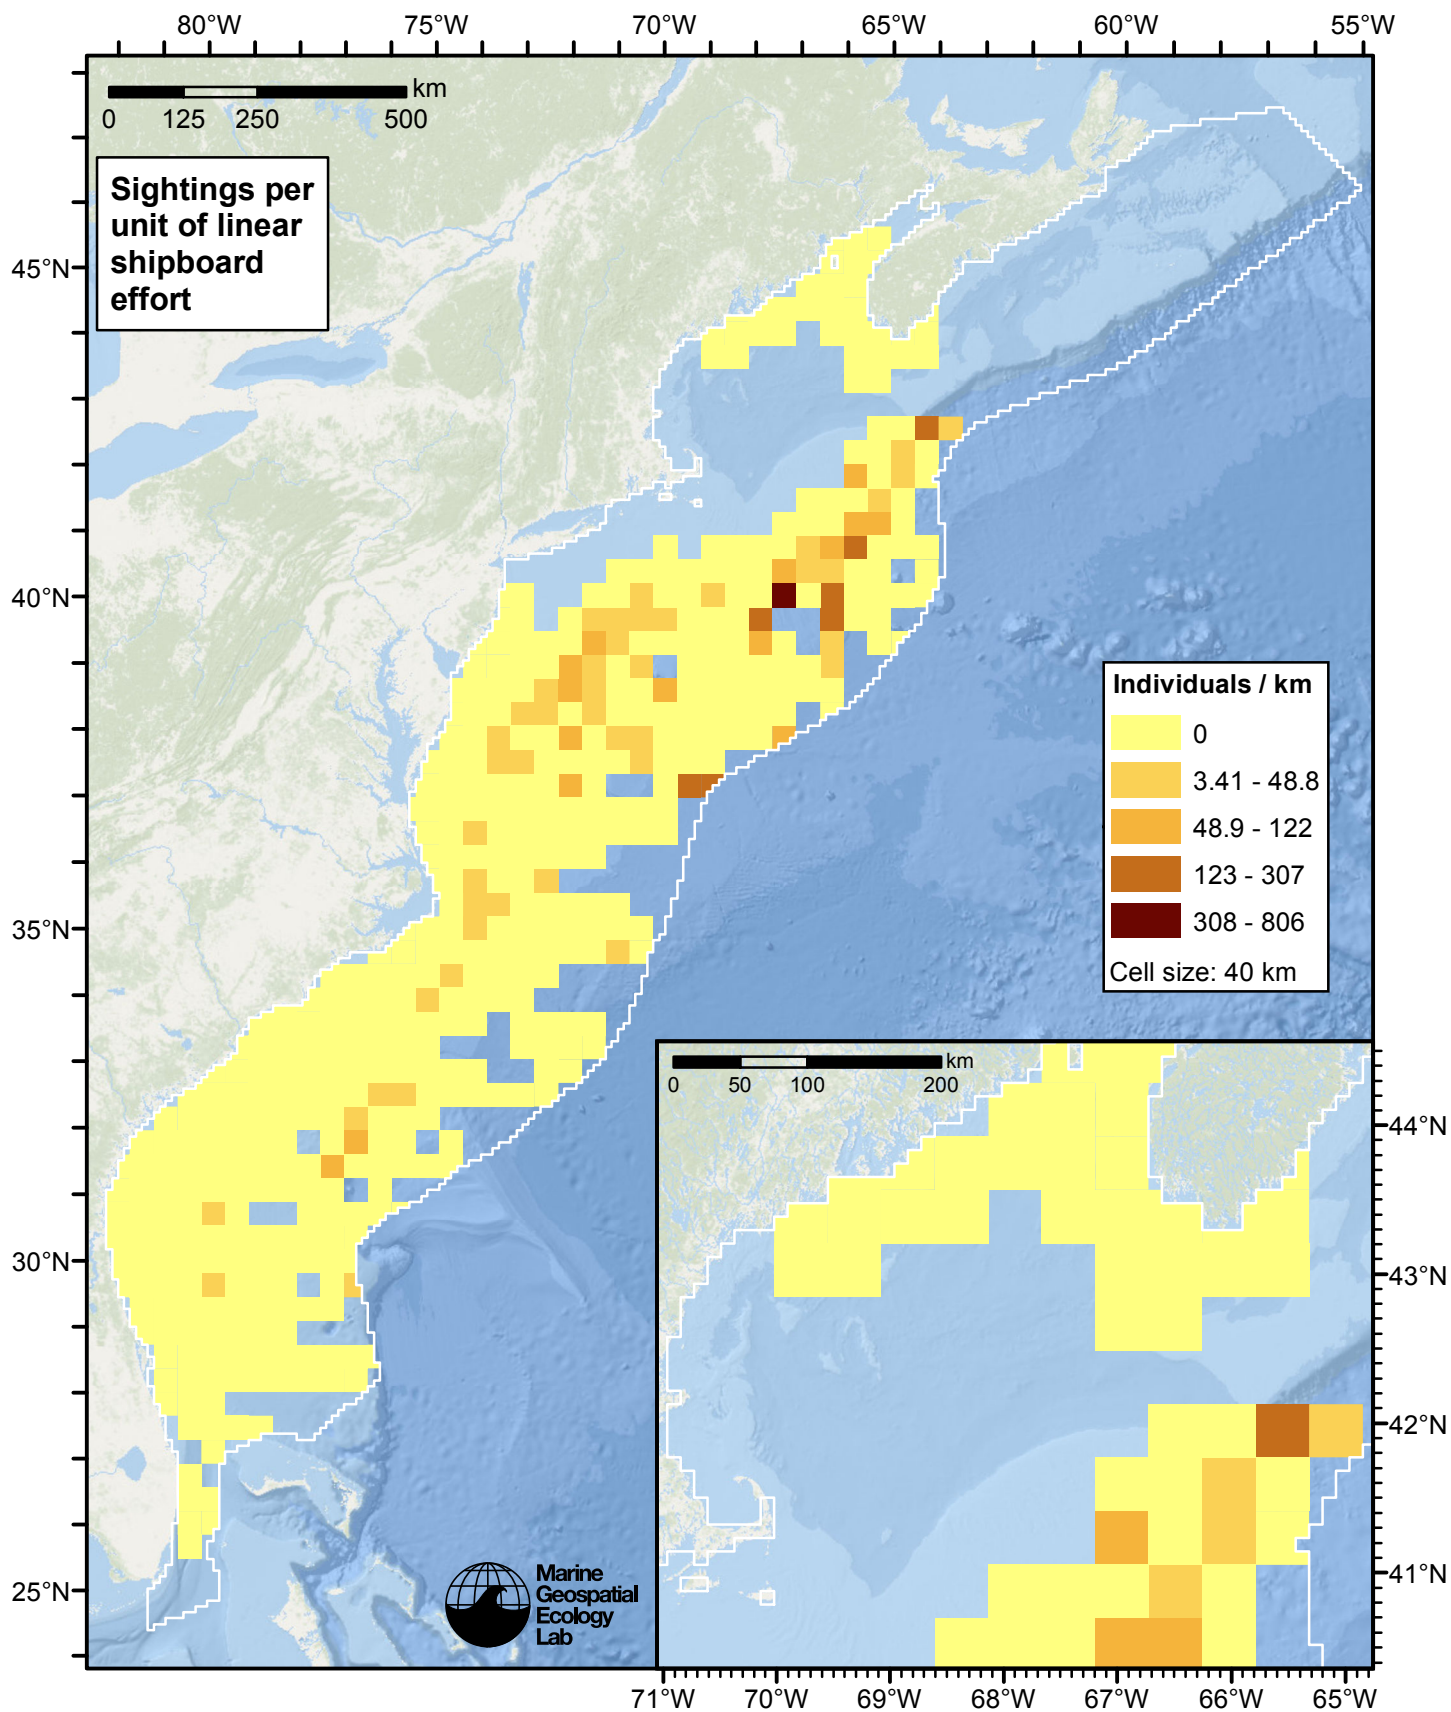 80°W 75°W 70°W 65°W 60°W 55°W
km
0 125 250 500
Sightings per
unit of linear
shipboard
effort
45°N
40°N
35°N
30°N
25°N
Individuals / km
0
3.41 - 48.8
48.9 - 122
123 - 307
308 - 806
Cell size: 40 km
km
0 50 100 200
44°N
43°N
42°N
41°N
Marine
Geospatial
Ecology
Lab
71°W 70°W 69°W 68°W 67°W 66°W 65°W